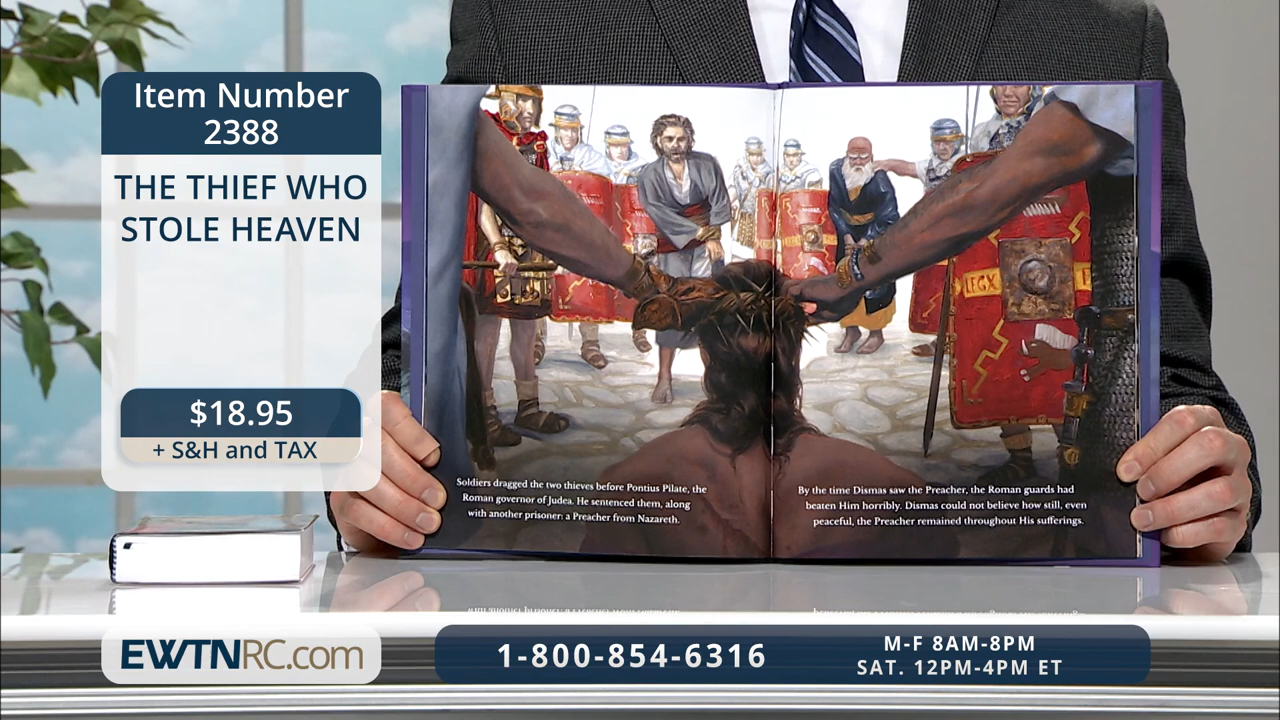 Item Number
2388
THE THIEF WHO
STOLE HEAVEN
$18.95
+ S&H and TAX
LEGX
Soldiers dragged the two thieves before Pontius Pilate, the
Roman governor of Judea. He sentenced them, along
with another prisoner: a Preacher from Nazareth.
By the time Dismas saw the Preacher, the Roman guards had
beaten Him horribly. Dismas could not believe how still, even
peaceful, the Preacher remained throughout His sufferings.
EWTNRC.com
1-800-854-6316
M-F 8AM-8PM
SAT. 12PM-4PM ET